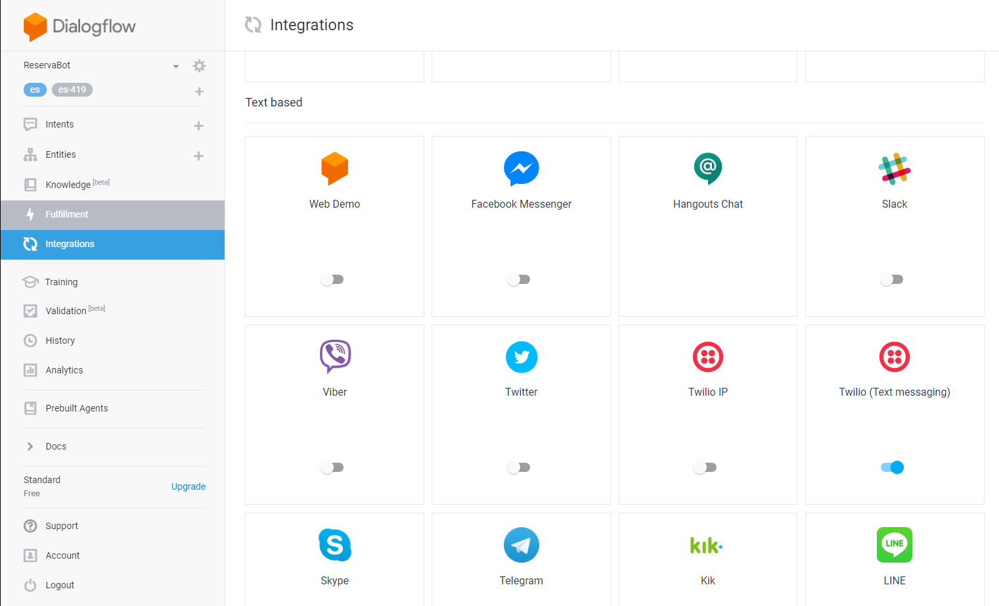 Dialogflow
Integrations
ReservaBot
es es-419
Intents
Entities
Knowledge [beta]
Fulfillment
Integrations
Training
Validation [beta]
History
Analytics
Prebuilt Agents
Docs
Standard
Free
Upgrade
Support
Account
Logout
Text based
Web Demo
Facebook Messenger
Hangouts Chat
Slack
Viber
Twitter
Twilio IP
Twilio (Text messaging)
S
Skype
Telegram
kik.
Kik
LINE
LINE